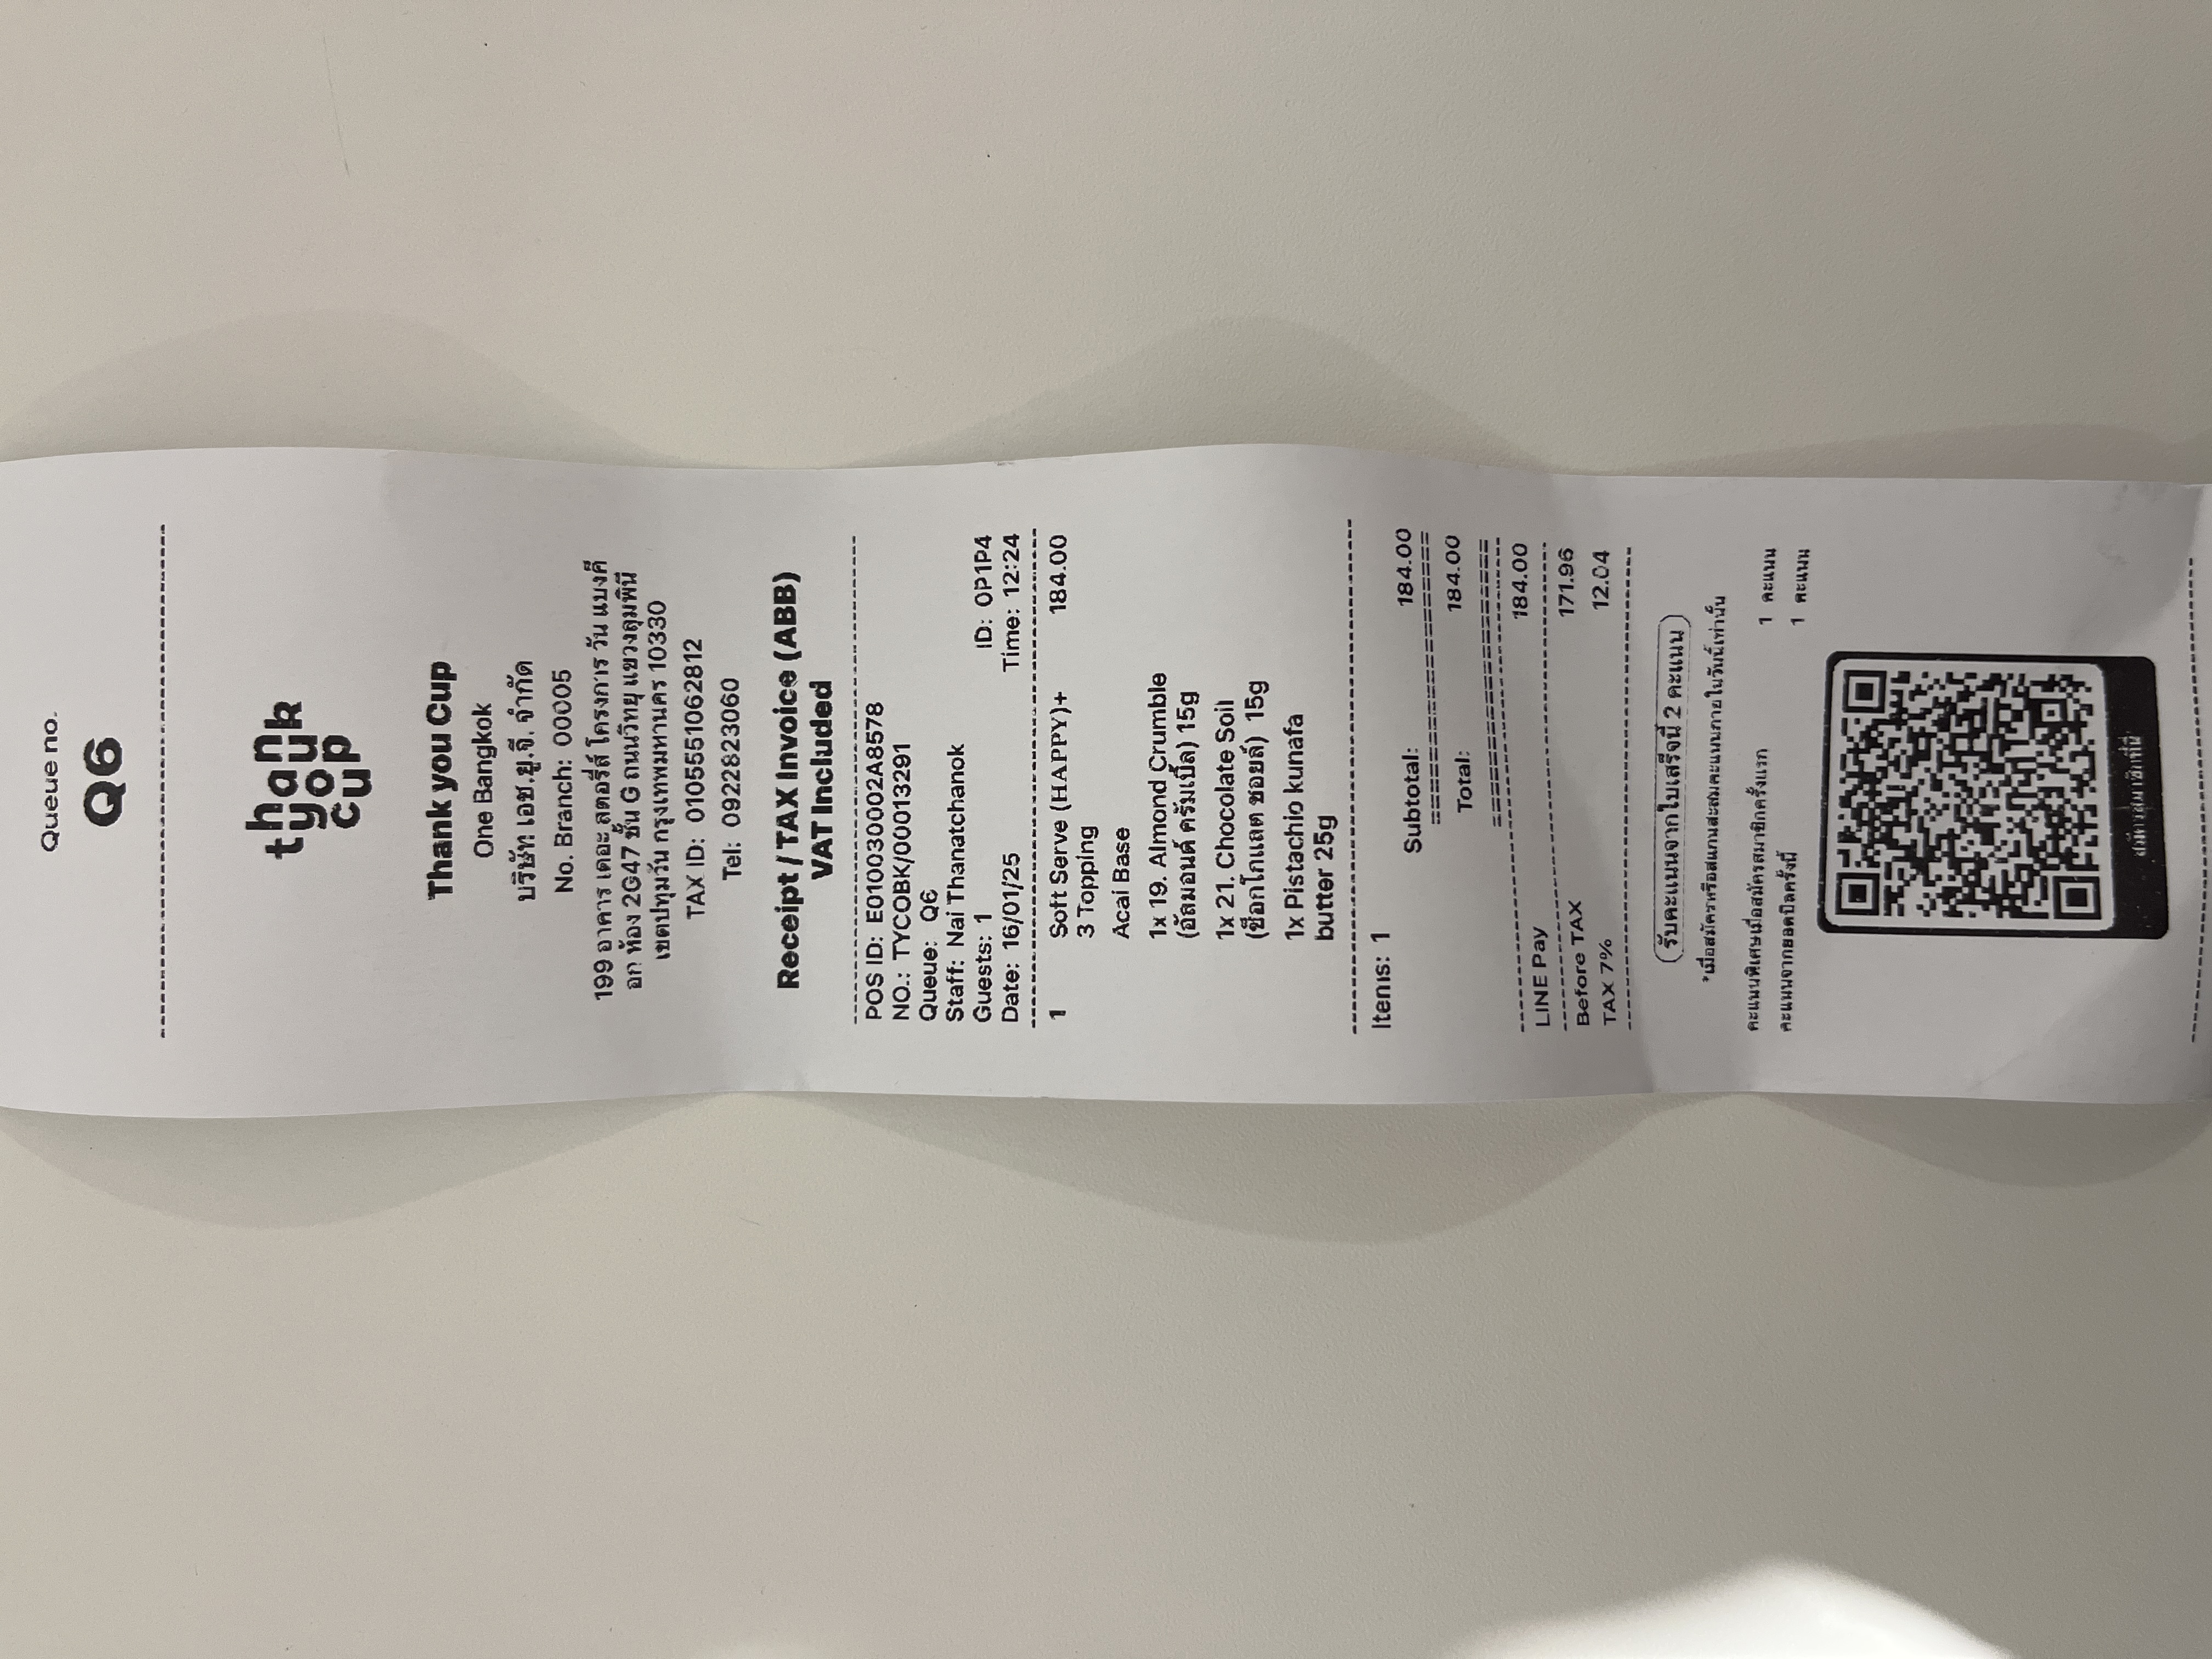 Queue no.
Q6
thank
you
cup
Thank you Cup
One Bangkok
บริษัท เอช.ยู.จี. จำกัด
No. Branch: 00005
199 อาคาร เดอะ สตอรี่ส์ โครงการ วัน แบงค็
อก ห้อง 2G47 ชั้น G ถนนวิทยุ แขวงลุมพินี
เขตปทุมวัน กรุงเทพมหานคร 10330
TAX ID: 0105551062812
Tel: 0922823060
Receipt / TAX Invoice (ABB)
VAT Included
POS ID: E010030002A8578
NO.: TYCOBK/00013291
Queue: Q6
Staff: Nai Thanatchanok
Guests: 1 ID: 0P1P4
Date: 16/01/25 Time: 12:24
1 Soft Serve (HAPPY)+ 184.00
3 Topping
Acai Base
1x 19. Almond Crumble
(อัลมอนด์ ครัมเบิ้ล) 15g
1x 21. Chocolate Soil
(ช็อกโกแลต ซอยล์) 15g
1x Pistachio kunafa
butter 25g
Items: 1
Subtotal: 184.00
Total: 184.00
LINE Pay 184.00
Before TAX 171.96
TAX 7% 12.04
รับคะแนนจากใบเสร็จนี้ 2 คะแนน
*เมื่อสมัครหรือสแกนสะสมคะแนนภายในวันนี้เท่านั้น
คะแนนพิเศษเมื่อสมัครสมาชิกครั้งแรก 1 คะแนน
คะแนนจากยอดบิลครั้งนี้ 1 คะแนน
สมัครสมาชิกที่นี่